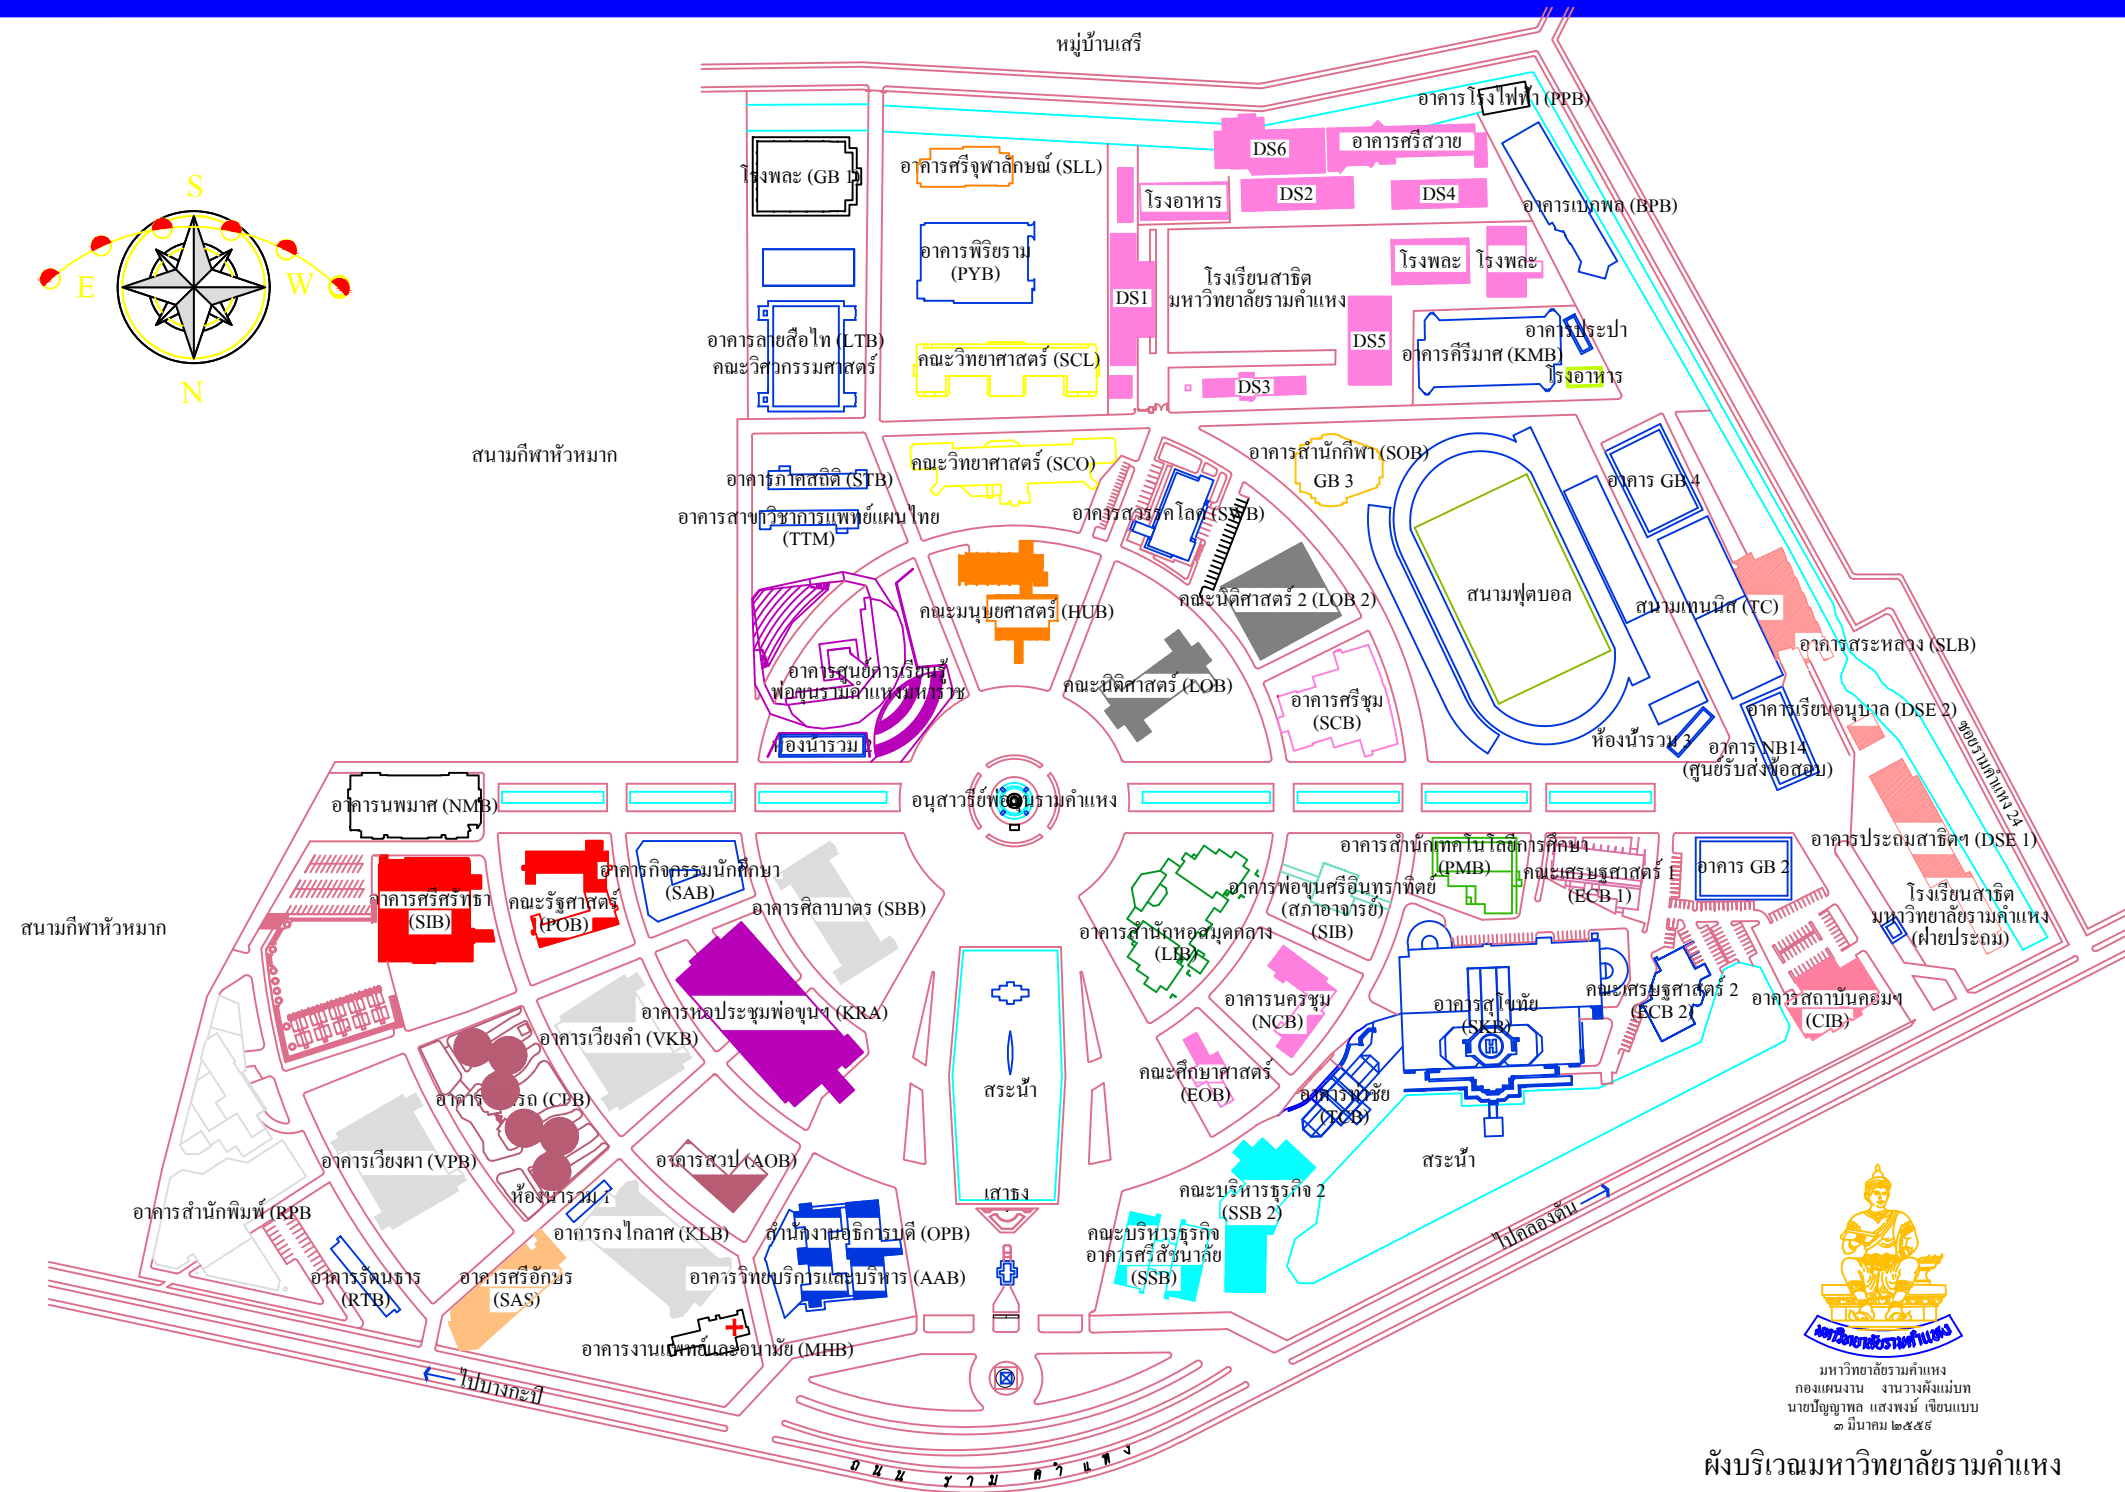 หมู่บ้านเสรี
อาคารโรงไฟฟ้า (PPB)
S
E
W
N
โรงพละ (GB 1)
อาคารศรีจุฬาลักษณ์ (SLL)
DS6
อาคารศรีสวาย
โรงอาหาร
DS2
DS4
อาคารเบกพล (BPB)
อาคารพิริยราม
(PYB)
DS1
โรงเรียนสาธิต
มหาวิทยาลัยรามคำแหง
โรงพละ
โรงพละ
อาคารลายสือไท (LTB)
คณะวิศวกรรมศาสตร์
คณะวิทยาศาสตร์ (SCL)
DS5
อาคารประปา
อาคารคีรีมาศ (KMB)
โรงอาหาร
DS3
สนามกีฬาหัวหมาก
อาคารภาคสถิติ (STB)
คณะวิทยาศาสตร์ (SCO)
อาคารสำนักกีฬา (SOB)
GB 3
อาคาร GB 4
อาคารสาขาวิชาการแพทย์แผนไทย
(TTM)
อาคารสวรรคโลก (SWB)
คณะมนุษยศาสตร์ (HUB)
คณะนิติศาสตร์ 2 (LOB 2)
สนามฟุตบอล
สนามเทนนิส (TC)
อาคารสระหลวง (SLB)
อาคารศูนย์การเรียนรู้
พ่อขุนรามคำแหงมหาราช
คณะนิติศาสตร์ (LOB)
อาคารศรีชุม
(SCB)
อาคารเรียนอนุบาล (DSE 2)
ห้องน้ำรวม 2
ห้องน้ำรวม 3
อาคาร NB14
(ศูนย์รับส่งข้อสอบ)
ซอยรามคำแหง 24
อาคารนพมาศ (NMB)
อนุสาวรีย์พ่อขุนรามคำแหง
อาคารสำนักเทคโนโลยีการศึกษา
(PMB)
อาคารประถมสาธิตฯ (DSE 1)
อาคารกิจกรรมนักศึกษา
(SAB)
คณะเศรษฐศาสตร์ 1
(ECB 1)
อาคาร GB 2
อาคารศรีศรัทธา
(SIB)
คณะรัฐศาสตร์
(POB)
อาคารศิลาบาตร (SBB)
อาคารพ่อขุนศรีอินทราทิตย์
(สภาอาจารย์)
(SIB)
โรงเรียนสาธิต
มหาวิทยาลัยรามคำแหง
(ฝ่ายประถม)
สนามกีฬาหัวหมาก
อาคารสำนักหอสมุดกลาง
(LIB)
อาคารหอประชุมพ่อขุนฯ (KRA)
อาคารนครชุม
(NCB)
อาคารสุโขทัย
(SKB)
คณะเศรษฐศาสตร์ 2
(ECB 2)
อาคารสถาบันคอมฯ
(CIB)
อาคารเวียงคำ (VKB)
สระน้ำ
คณะศึกษาศาสตร์
(EOB)
อาคารท่าชัย
(TCB)
(CPB)
อาคารเวียงผา (VPB)
อาคารสวป (AOB)
สระน้ำ
อาคารสำนักพิมพ์ (RPB
ห้องน้ำรวม 1
เสาธง
คณะบริหารธุรกิจ 2
(SSB 2)
อาคารกงไกลาศ (KLB)
สำนักงานอธิการบดี (OPB)
คณะบริหารธุรกิจ
อาคารศรีสัชนาลัย
(SSB)
ไปคลองตัน
อาคารรัตนธาร
(RTB)
อาคารศรีอักษร
(SAS)
อาคารวิทยบริการและบริหาร (AAB)
อาคารงานแพทย์และอนามัย (MHB)
ไปบางกะปิ
ถนน รามคำแหง
มหาวิทยาลัยรามคำแหง
มหาวิทยาลัยรามคำแหง
กองแผนงาน งานวางผังแม่บท
นายปัญญาพล แสงพงษ์ เขียนแบบ
๓ มีนาคม ๒๕๕๙
ผังบริเวณมหาวิทยาลัยรามคำแหง